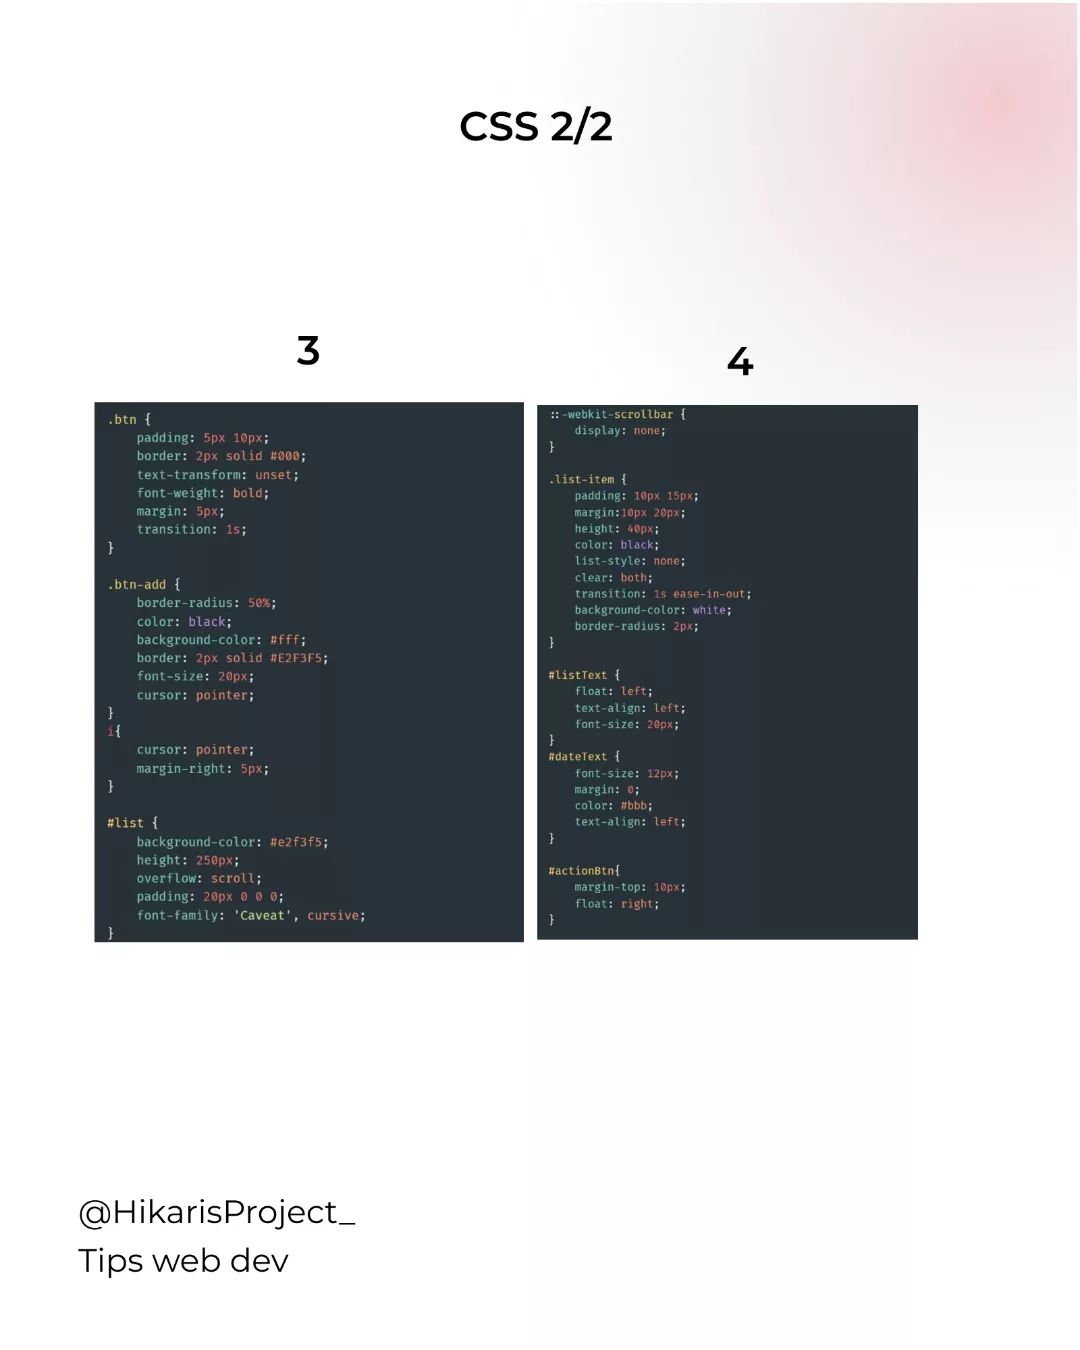 CSS 2/2
3
.btn {
    padding: 5px 10px;
    border: 2px solid #000;
    text-transform: unset;
    font-weight: bold;
    margin: 5px;
    transition: 1s;
}
.btn-add {
    border-radius: 50%;
    color: black;
    background-color: #fff;
    border: 2px solid #E2F3F5;
    font-size: 20px;
    cursor: pointer;
}
i{
    cursor: pointer;
    margin-right: 5px;
}
#list {
    background-color: #e2f3f5;
    height: 250px;
    overflow: scroll;
    padding: 20px 0 0 0;
    font-family: 'Caveat', cursive;
}
4
::-webkit-scrollbar {
    display: none;
}
.list-item {
    padding: 10px 15px;
    margin:10px 20px;
    height: 40px;
    color: black;
    list-style: none;
    clear: both;
    transition: 1s ease-in-out;
    background-color: white;
    border-radius: 2px;
}
#listText {
    float: left;
    text-align: left;
    font-size: 20px;
}
#dateText {
    font-size: 12px;
    margin: 0;
    color: #bbb;
    text-align: left;
}
#actionBtn{
    margin-top: 10px;
    float: right;
}
@HikarisProject_
Tips web dev